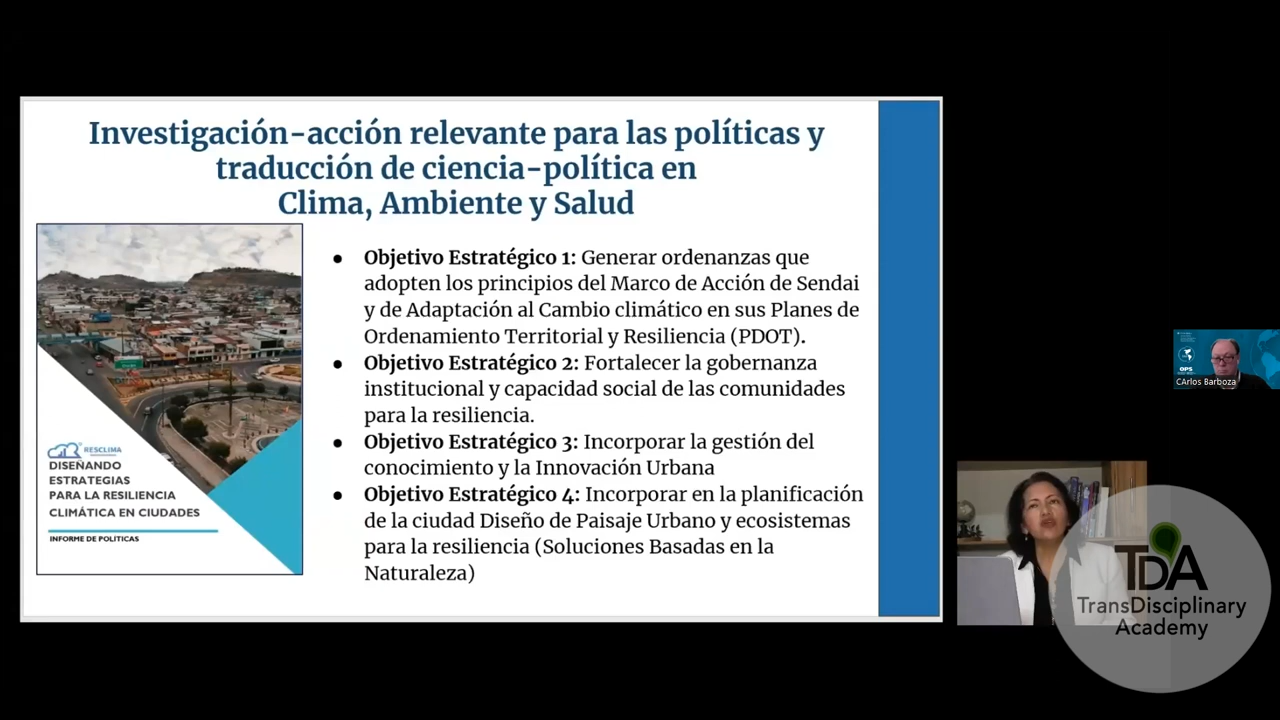 Investigación-acción relevante para las políticas y
traducción de ciencia-política en
Clima, Ambiente y Salud
RESCLIMA
DISEÑANDO
ESTRATEGIAS
PARA LA RESILIENCIA
CLIMÁTICA EN CIUDADES
INFORME DE POLITICAS
● Objetivo Estratégico 1: Generar ordenanzas que
adopten los principios del Marco de Acción de Sendai
y de Adaptación al Cambio climático en sus Planes de
Ordenamiento Territorial y Resiliencia (PDOT).
● Objetivo Estratégico 2: Fortalecer la gobernanza
institucional y capacidad social de las comunidades
para la resiliencia.
● Objetivo Estratégico 3: Incorporar la gestión del
conocimiento y la Innovación Urbana
● Objetivo Estratégico 4: Incorporar en la planificación
de la ciudad Diseño de Paisaje Urbano y ecosistemas
para la resiliencia (Soluciones Basadas en la
Naturaleza)
OPS
CArlos Barboza
TDA
TransDisciplinary
Academy